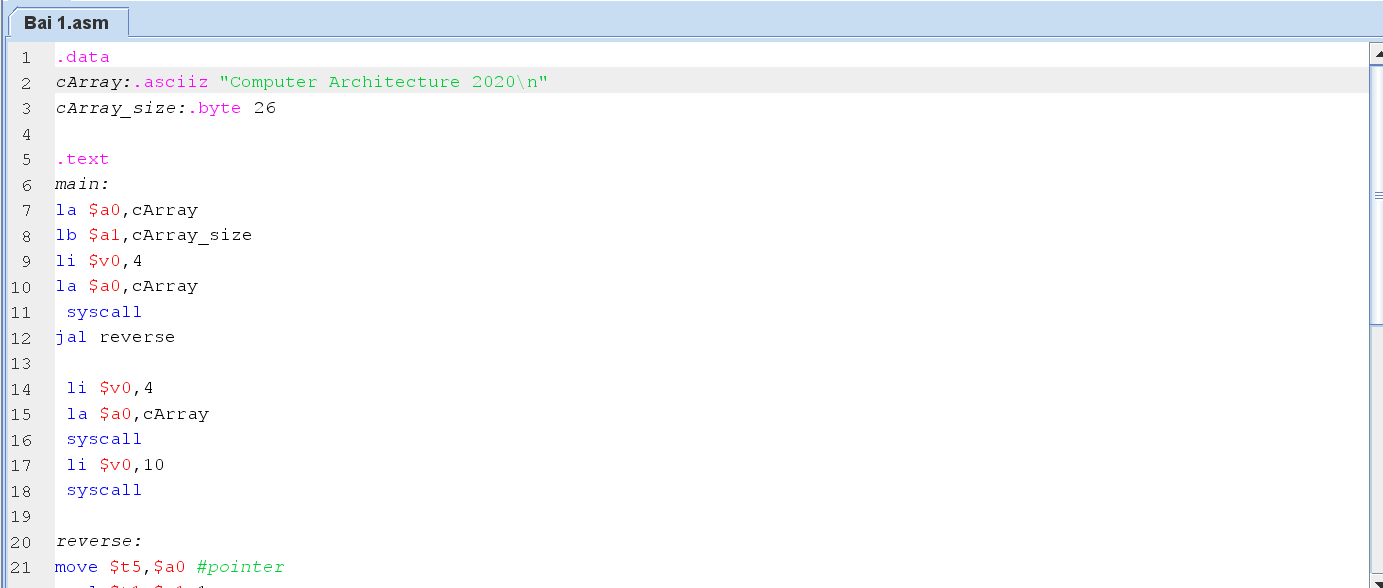 Bai 1.asm
1 .data
2 cArray:.asciiz "Computer Architecture 2020\n"
3 cArray_size:.byte 26
4
5 .text
6 main:
7 la $a0,cArray
8 lb $a1,cArray_size
9 li $v0,4
10 la $a0,cArray
11 syscall
12 jal reverse
13
14 li $v0,4
15 la $a0,cArray
16 syscall
17 li $v0,10
18 syscall
19
20 reverse:
21 move $t5,$a0 #pointer